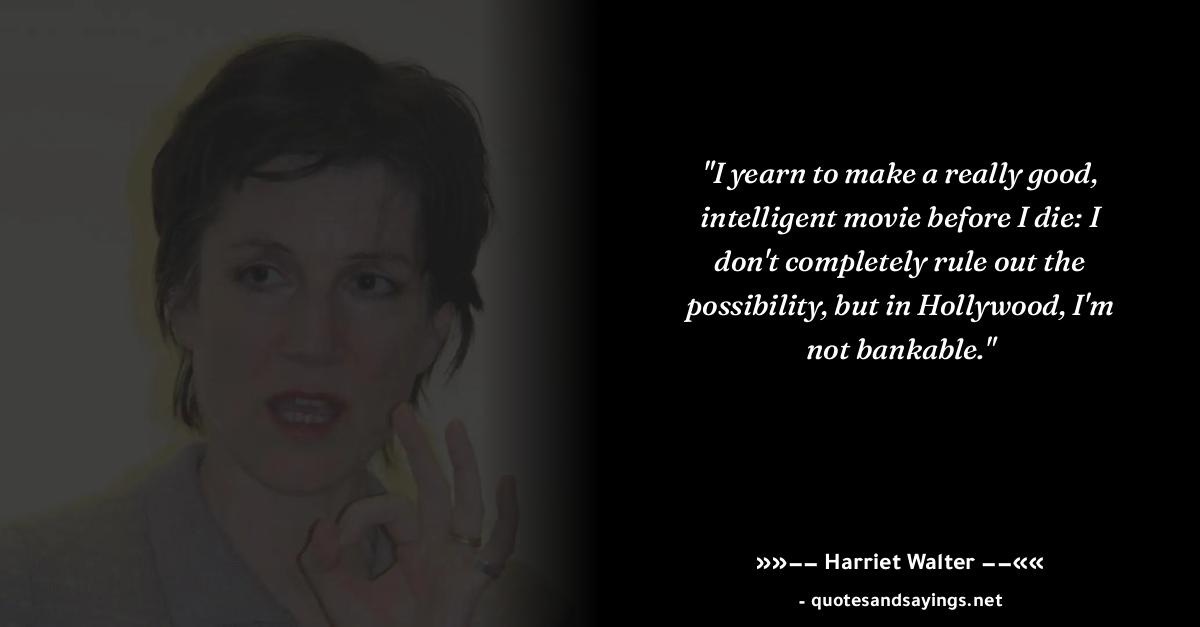 "I yearn to make a really good,
intelligent movie before I die: I
don't completely rule out the
possibility, but in Hollywood, I'm
not bankable."
»»−− Harriet Walter −−««
- quotesandsayings.net